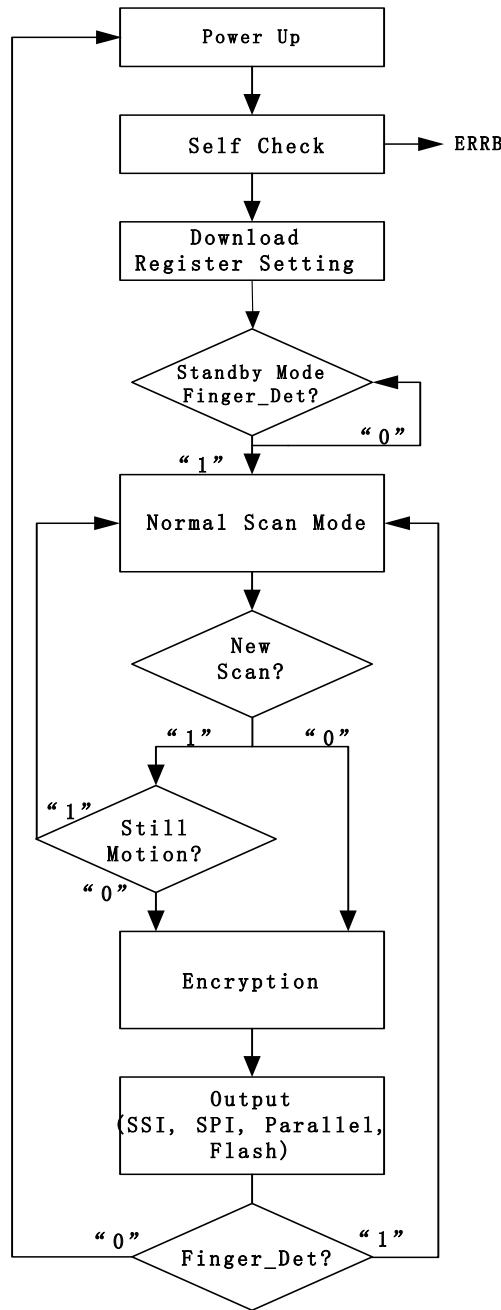 Power Up
Self Check
ERRB
Download
Register Setting
Standby Mode
Finger_Det?
“0”
“1”
Normal Scan Mode
New
Scan?
“1”
“0”
“1”
Still
Motion?
“0”
Encryption
Output
(SSI, SPI, Parallel,
Flash)
“0”
Finger_Det?
“1”